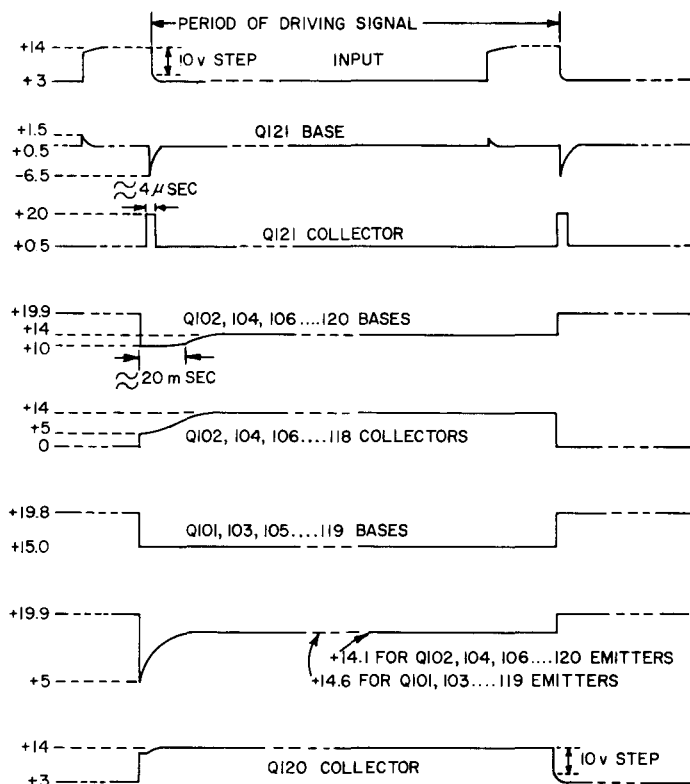 PERIOD OF DRIVING SIGNAL
+14
10 v STEP
INPUT
+3
+1.5
Q121 BASE
+0.5
-6.5
≈ 4 μ SEC
+20
Q121 COLLECTOR
+0.5
+19.9
Q102, 104, 106....120 BASES
+14
+10
≈ 20 m SEC
+14
+5
Q102, 104, 106....118 COLLECTORS
0
+19.8
Q101, 103, 105....119 BASES
+15.0
+19.9
+14.1 FOR Q102, 104, 106....120 EMITTERS
+5
+14.6 FOR Q101, 103....119 EMITTERS
+14
10 v STEP
Q120 COLLECTOR
+3